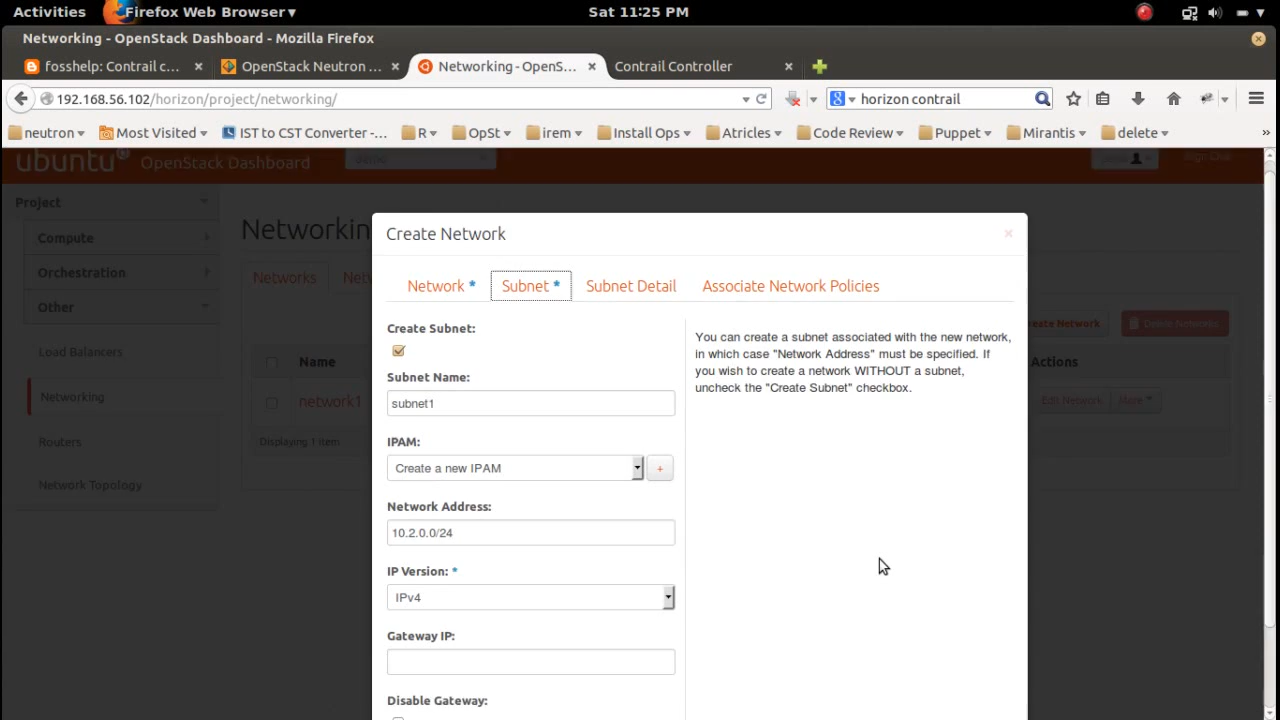 Activities Firefox Web Browser ▾ Sat 11:25 PM
Networking - OpenStack Dashboard - Mozilla Firefox
fosshelp: Contrail c... OpenStack Neutron ... Networking - OpenS... Contrail Controller
192.168.56.102/horizon/project/networking/ horizon contrail
neutron Most Visited IST to CST Converter -... R OpSt irem Install Ops Atricles Code Review Puppet Mirantis delete »
ubuntu OpenStack Dashboard demo Sign Out
Project
Compute
Orchestration
Other
Load Balancers
Networking
Routers
Network Topology
Networking
Networks
Create Network Delete Networks
Name Actions
network1 Edit Network More
Displaying 1 item
Create Network ×
Network * Subnet * Subnet Detail Associate Network Policies
Create Subnet:
Subnet Name:
subnet1
IPAM:
Create a new IPAM +
Network Address:
10.2.0.0/24
IP Version: *
IPv4
Gateway IP:
Disable Gateway:
You can create a subnet associated with the new network,
in which case "Network Address" must be specified. If
you wish to create a network WITHOUT a subnet,
uncheck the "Create Subnet" checkbox.